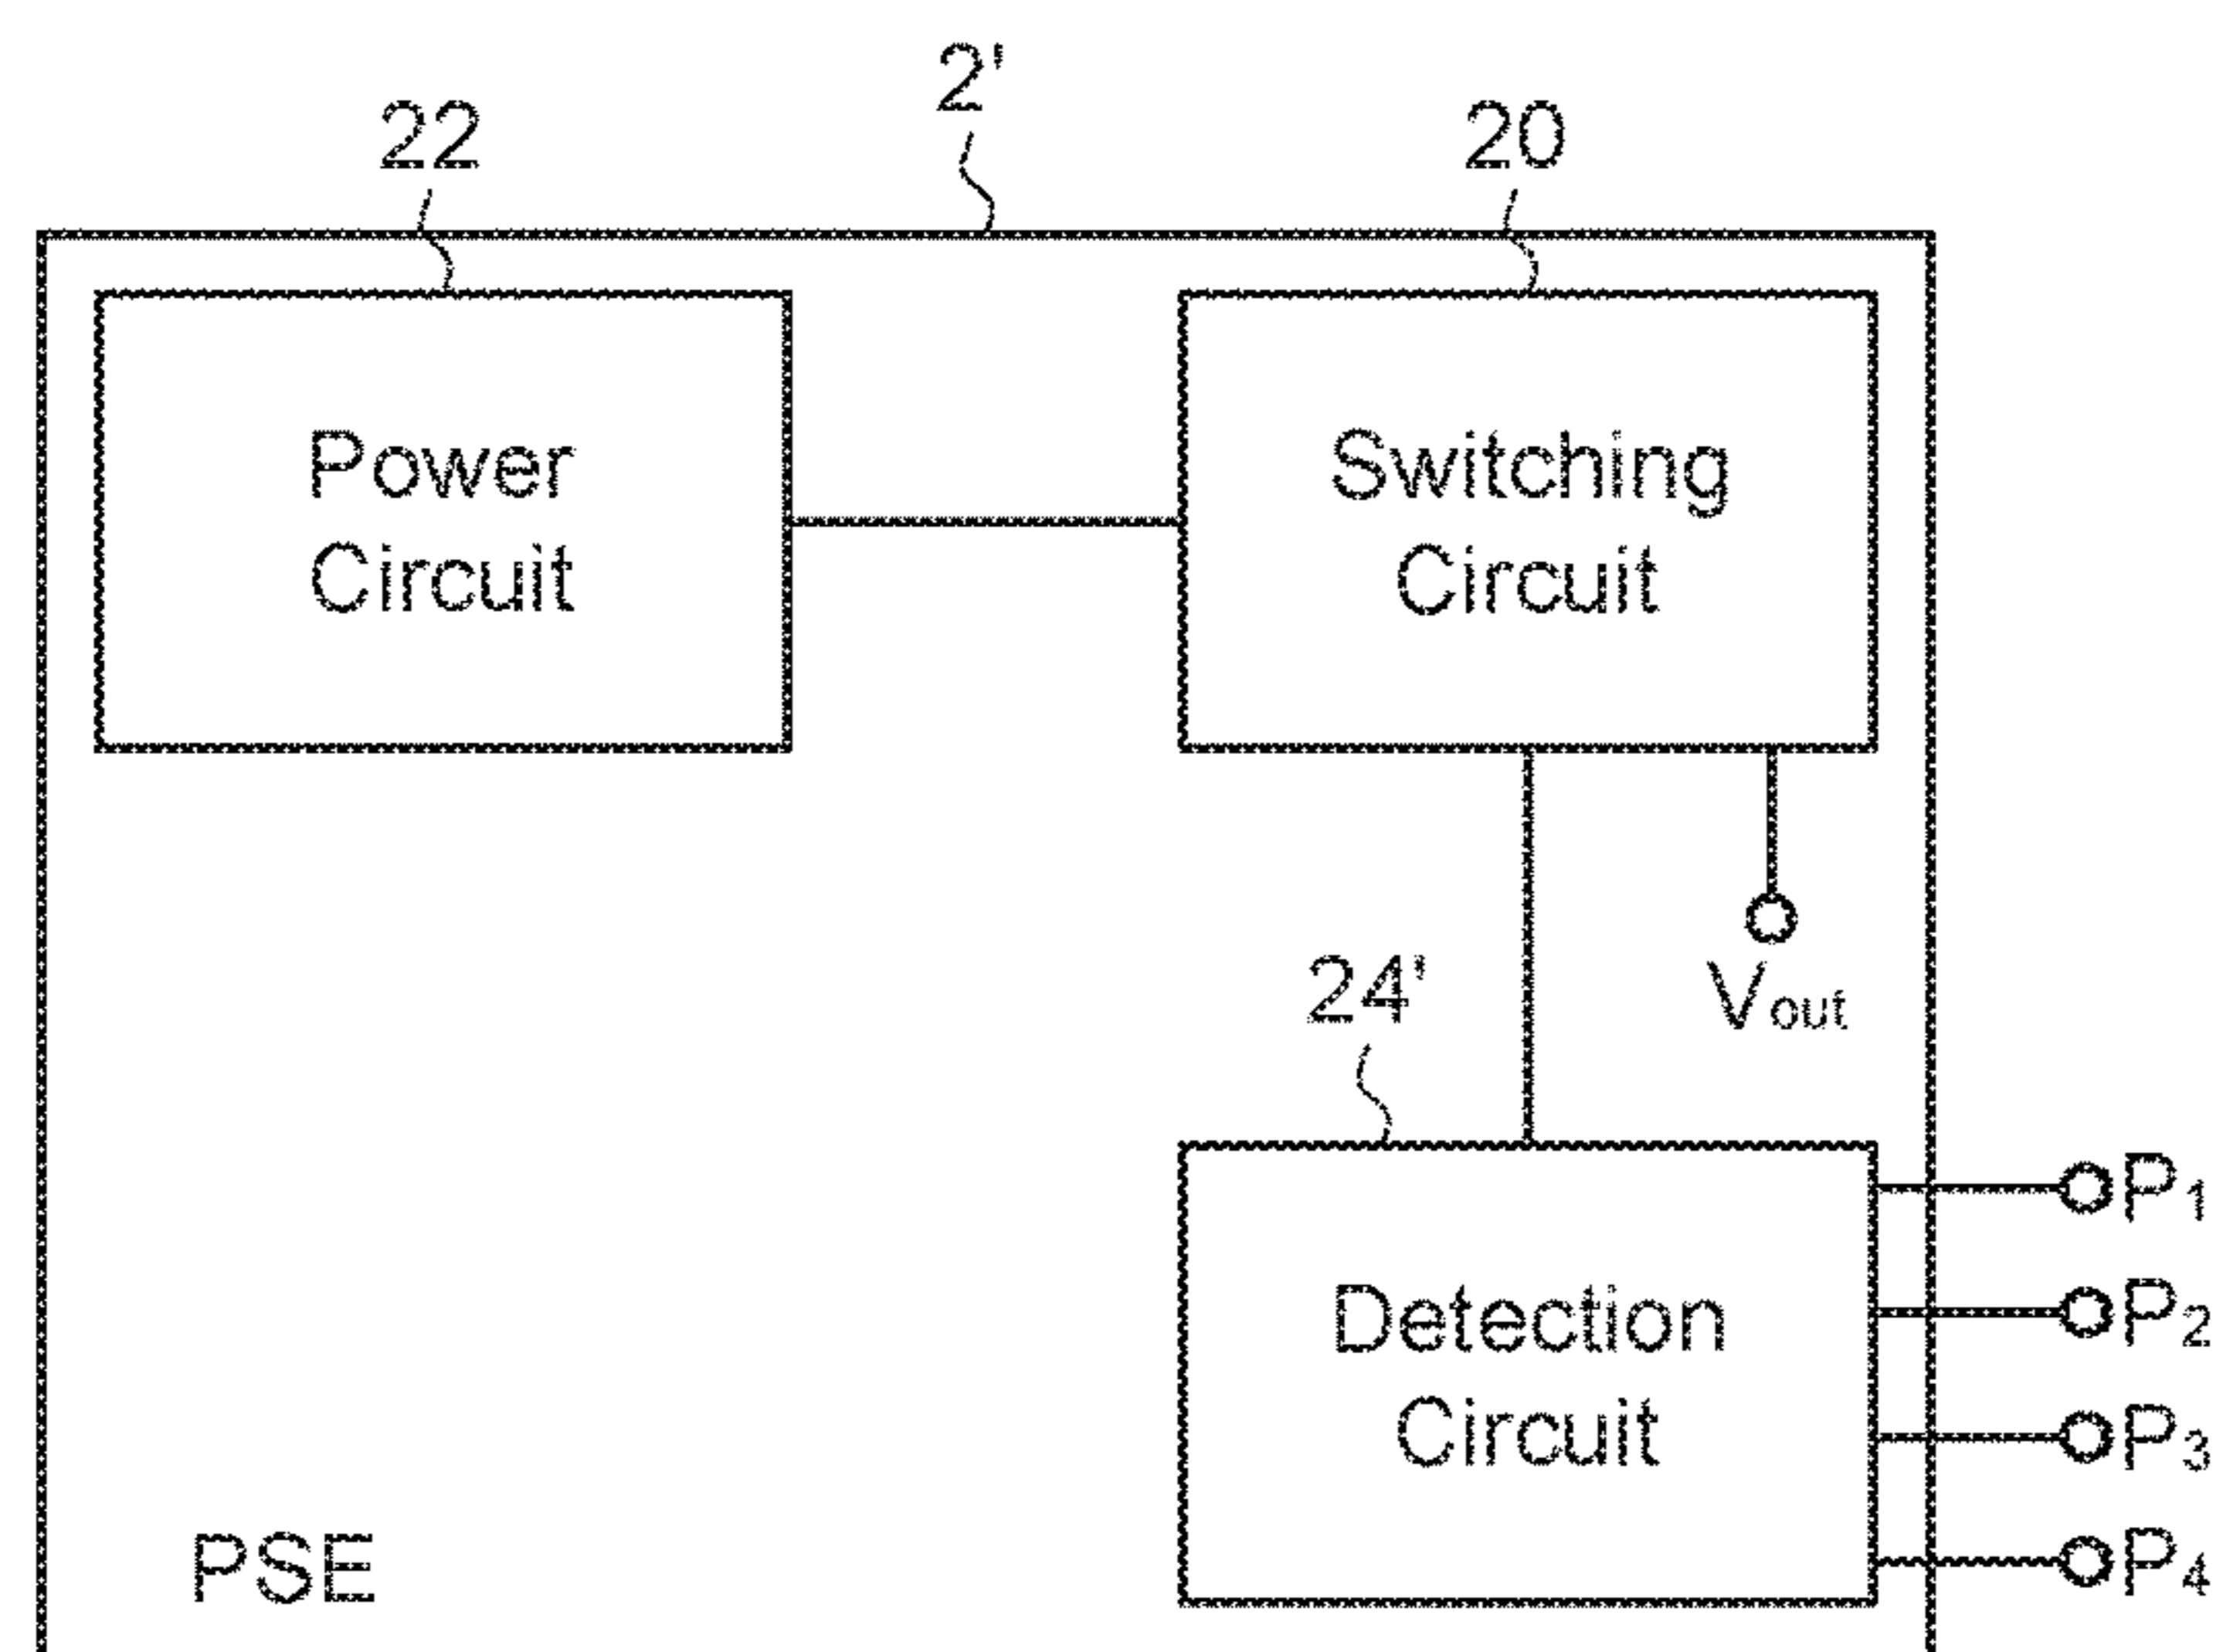 2'
22
20
Power
Circuit
Switching
Circuit
Vout
24'
Detection
Circuit
P1
P2
P3
P4
PSE